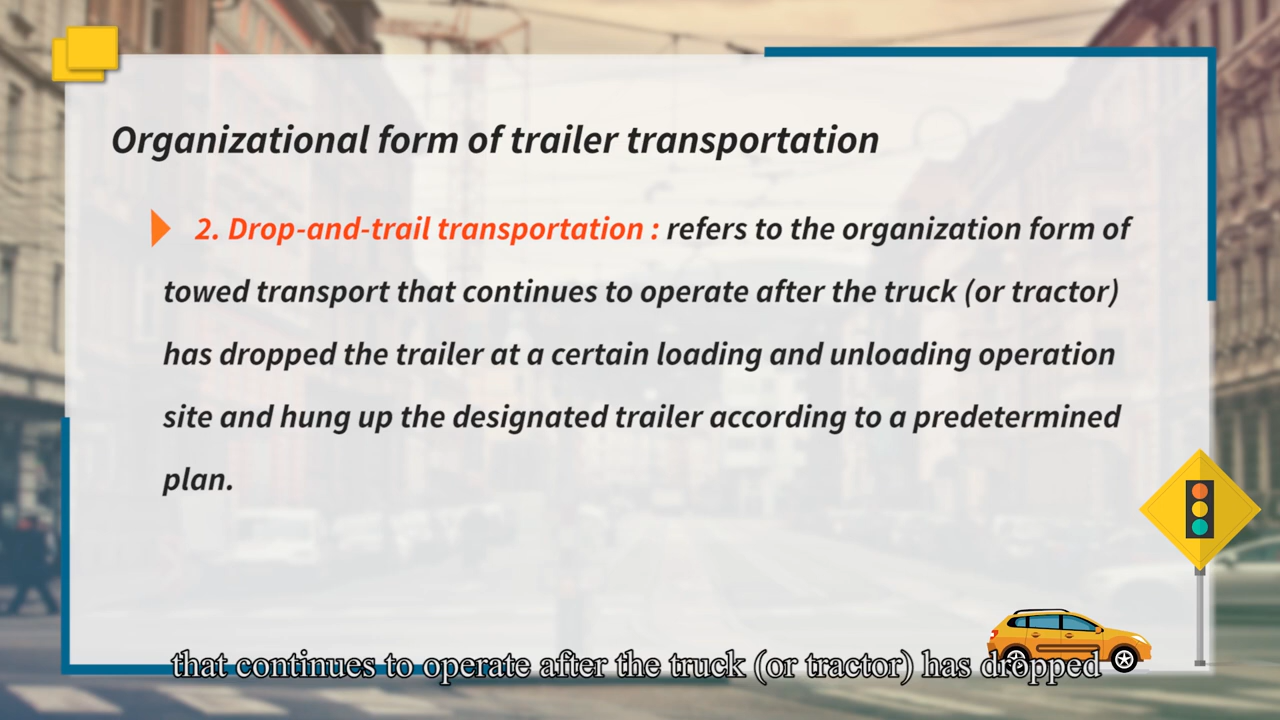 Organizational form of trailer transportation
2. Drop-and-trail transportation : refers to the organization form of
towed transport that continues to operate after the truck (or tractor)
has dropped the trailer at a certain loading and unloading operation
site and hung up the designated trailer according to a predetermined
plan.
that continues to operate after the truck (or tractor) has dropped